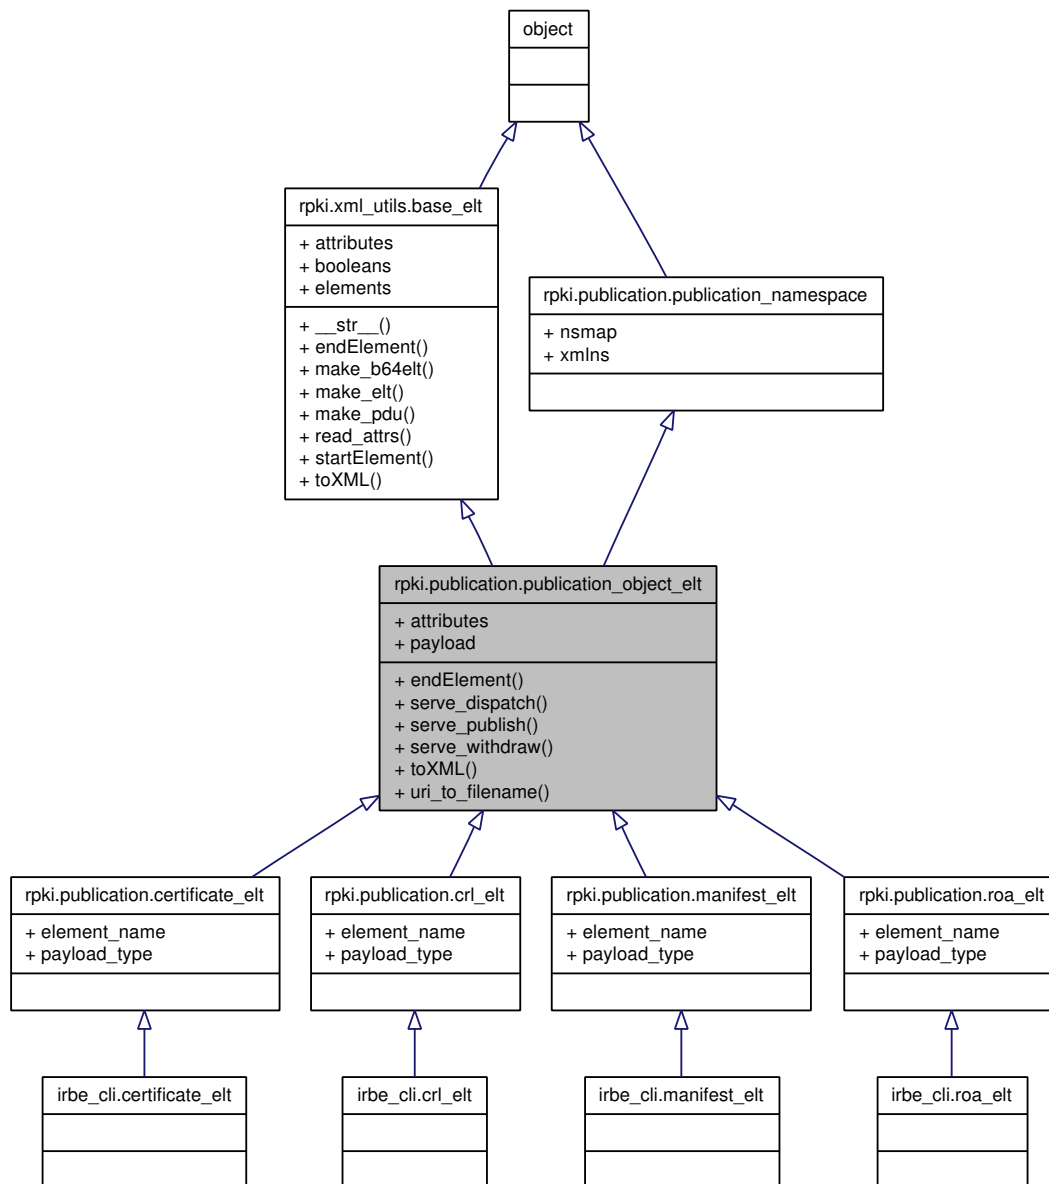 object
rpki.xml_utils.base_elt
+ attributes
+ booleans
+ elements
+ __str__()
+ endElement()
+ make_b64elt()
+ make_elt()
+ make_pdu()
+ read_attrs()
+ startElement()
+ toXML()
rpki.publication.publication_namespace
+ nsmap
+ xmlns
rpki.publication.publication_object_elt
+ attributes
+ payload
+ endElement()
+ serve_dispatch()
+ serve_publish()
+ serve_withdraw()
+ toXML()
+ uri_to_filename()
rpki.publication.certificate_elt
+ element_name
+ payload_type
rpki.publication.crl_elt
+ element_name
+ payload_type
rpki.publication.manifest_elt
+ element_name
+ payload_type
rpki.publication.roa_elt
+ element_name
+ payload_type
irbe_cli.certificate_elt
irbe_cli.crl_elt
irbe_cli.manifest_elt
irbe_cli.roa_elt